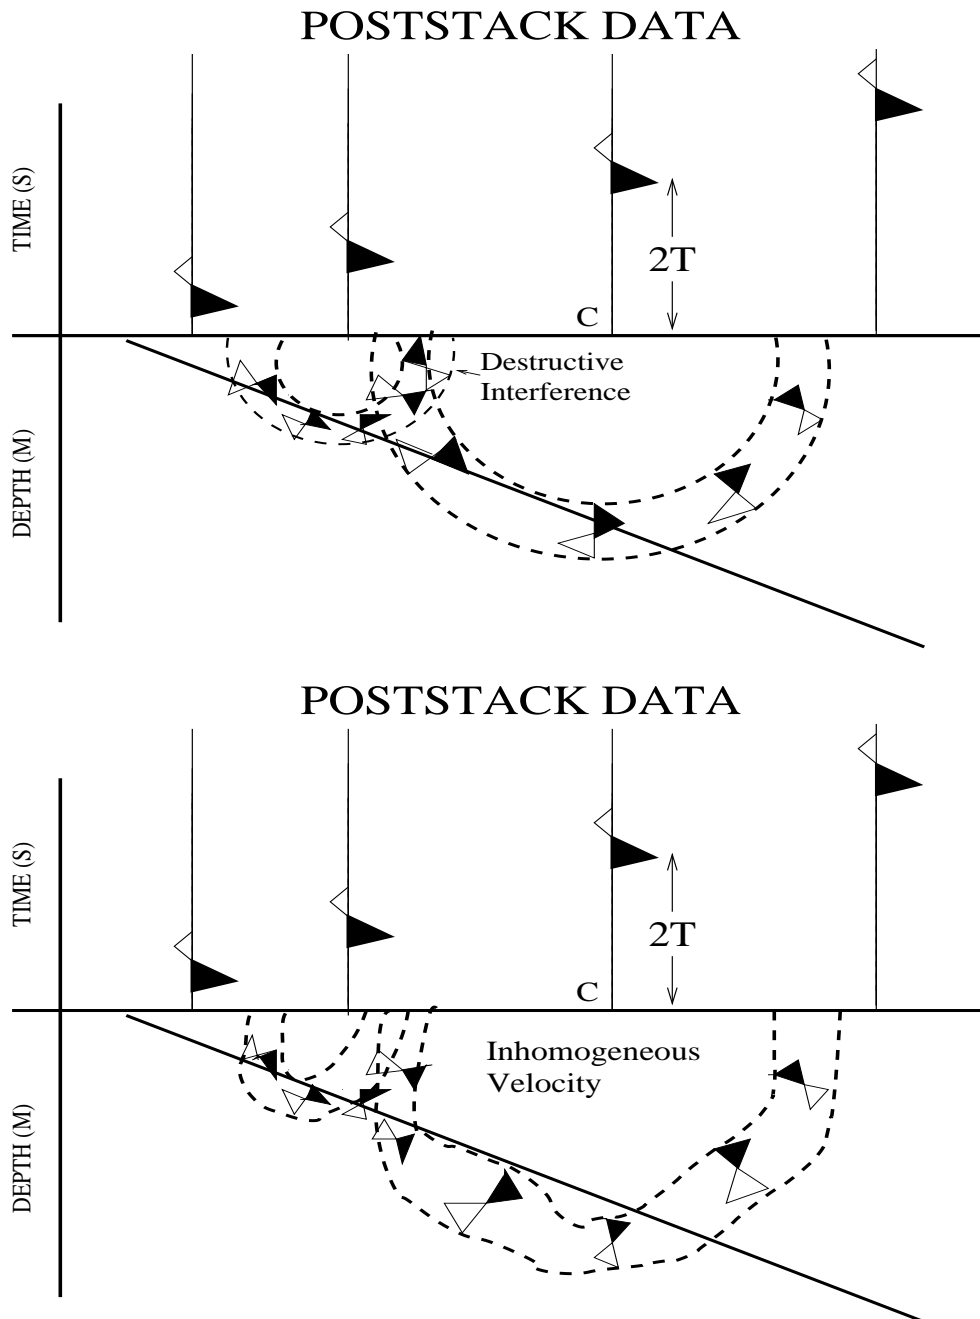 POSTSTACK DATA
TIME (S)
2T
C
Destructive
Interference
DEPTH (M)
POSTSTACK DATA
TIME (S)
2T
C
Inhomogeneous
Velocity
DEPTH (M)